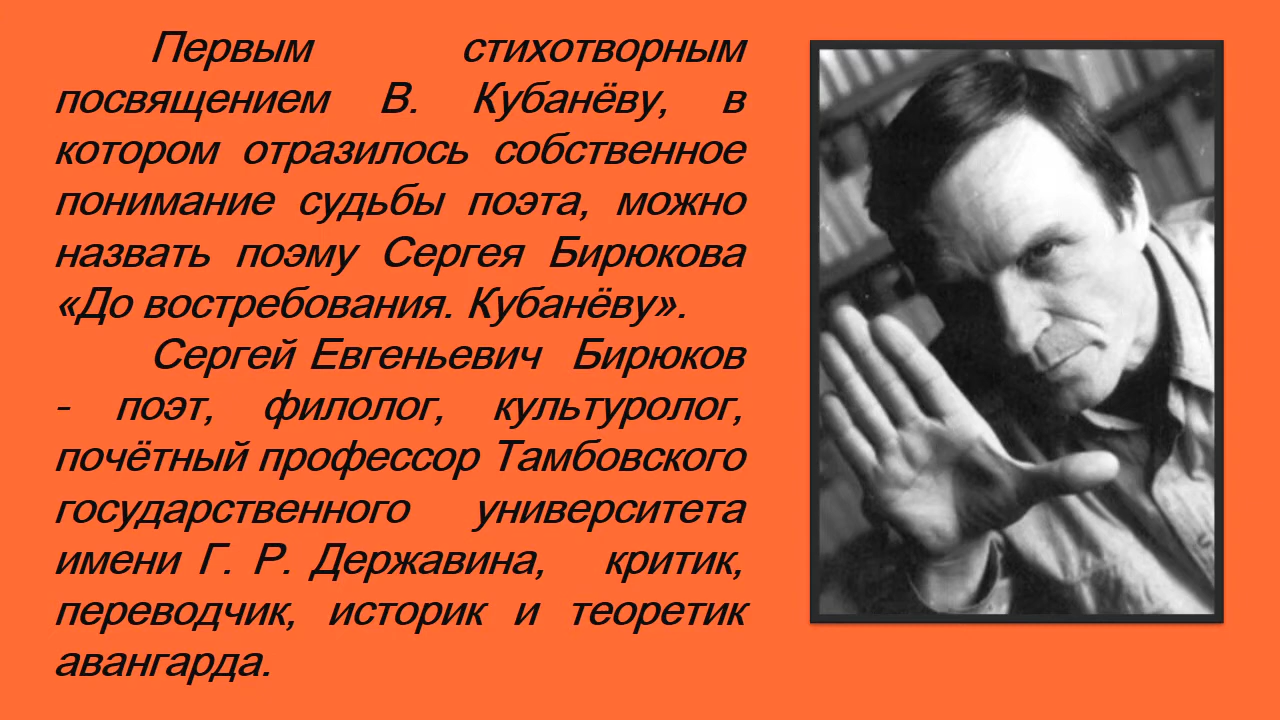 Первым стихотворным
посвящением В. Кубанёву, в
котором отразилось собственное
понимание судьбы поэта, можно
назвать поэму Сергея Бирюкова
«До востребования. Кубанёву».
Сергей Евгеньевич Бирюков
- поэт, филолог, культуролог,
почётный профессор Тамбовского
государственного университета
имени Г. Р. Державина, критик,
переводчик, историк и теоретик
авангарда.